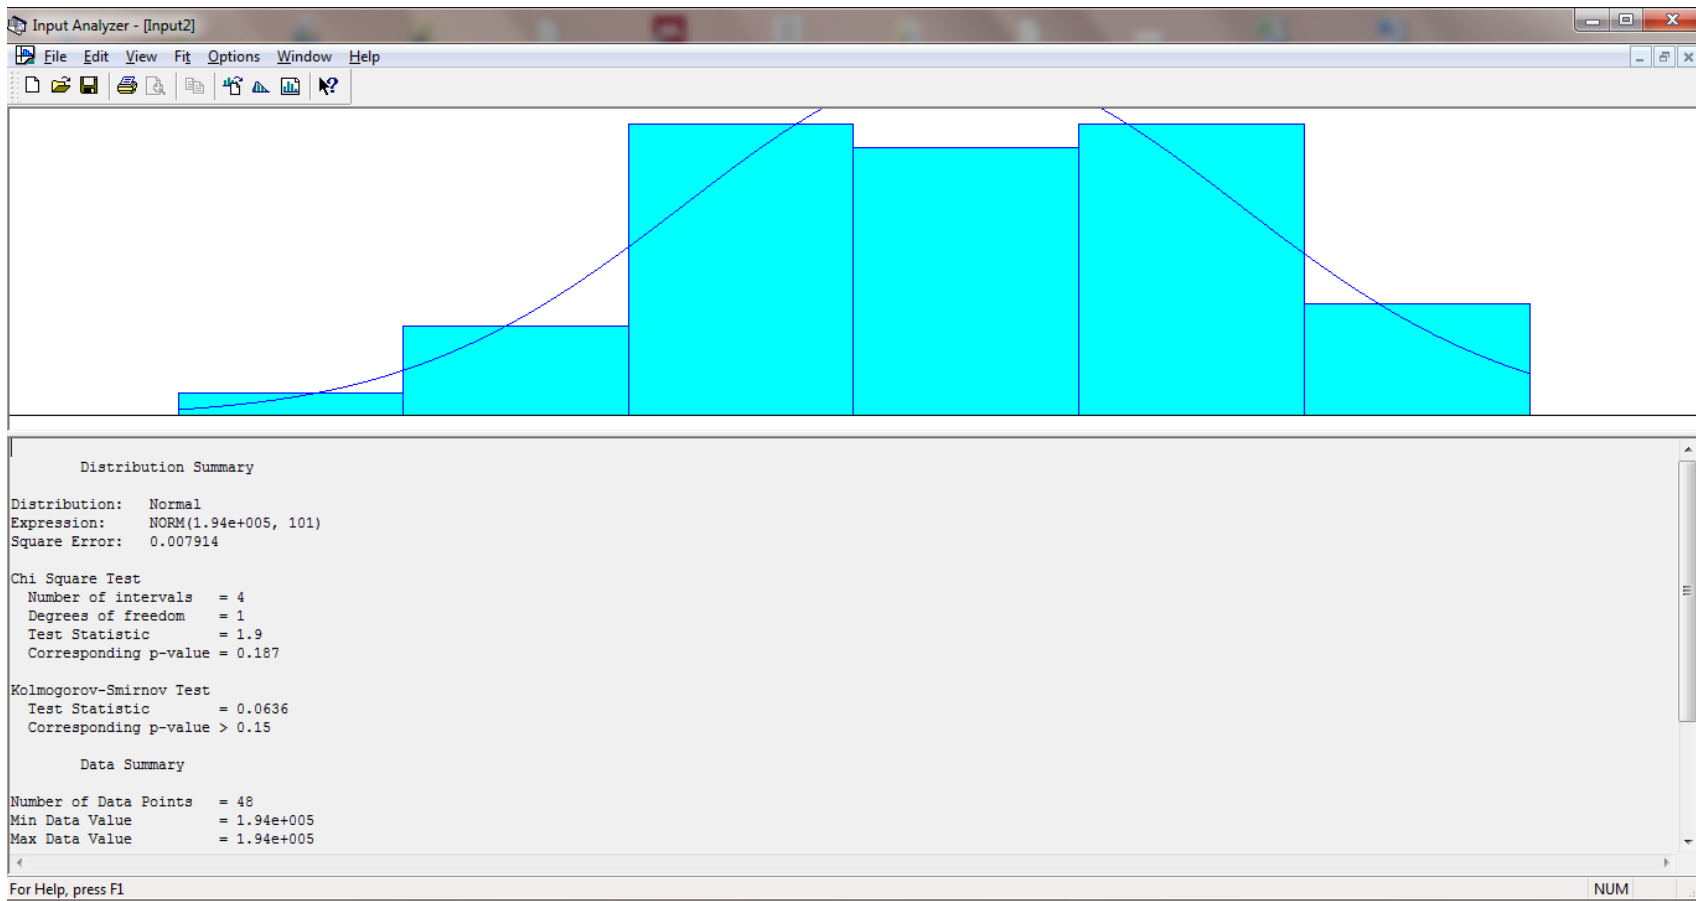 Input Analyzer - [Input2]
File Edit View Fit Options Window Help
Distribution Summary
Distribution: Normal
Expression: NORM(1.94e+005, 101)
Square Error: 0.007914
Chi Square Test
Number of intervals = 4
Degrees of freedom = 1
Test Statistic = 1.9
Corresponding p-value = 0.187
Kolmogorov-Smirnov Test
Test Statistic = 0.0636
Corresponding p-value > 0.15
Data Summary
Number of Data Points = 48
Min Data Value = 1.94e+005
Max Data Value = 1.94e+005
For Help, press F1 NUM